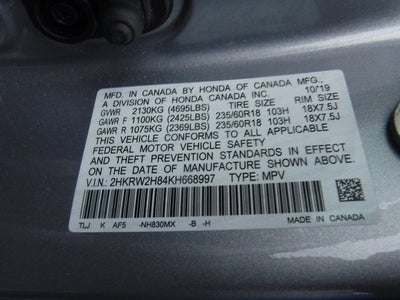 MFD. IN CANADA BY HONDA OF CANADA MFG.,
A DIVISION OF HONDA CANADA INC. 10/19
GVWR 2130KG (4695LBS) TIRE SIZE RIM SIZE
GAWR F 1100KG (2425LBS) 235/60R18 103H 18X7.5J
GAWR R 1075KG (2369LBS) 235/60R18 103H 18X7.5J
THIS VEHICLE CONFORMS TO ALL APPLICABLE
FEDERAL MOTOR VEHICLE SAFETY
AND THEFT PREVENTION STANDARDS IN EFFECT
ON THE DATE OF MANUFACTURE SHOWN ABOVE.
V.I.N.: 2HKRW2H84KH668997 TYPE: MPV
TLJ K AF5 -NH830MX -B -H MADE IN CANADA